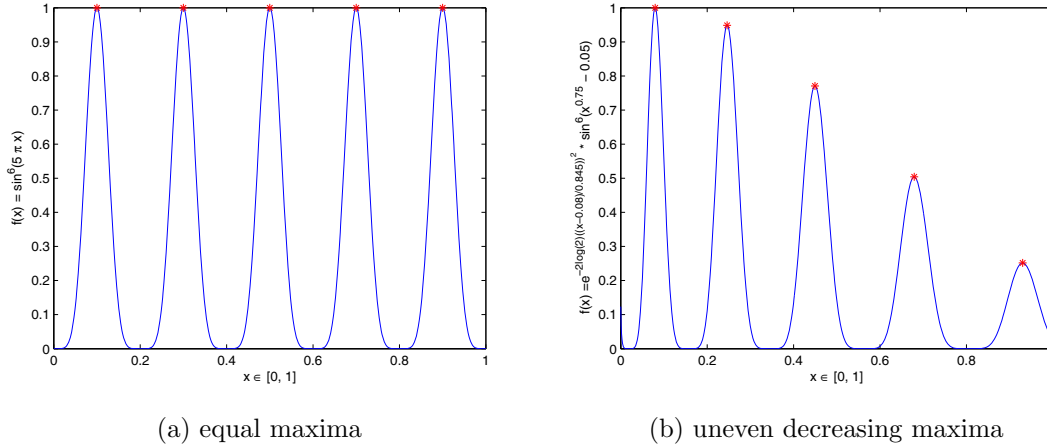 1
0.9
0.8
0.7
0.6
0.5
0.4
0.3
0.2
0.1
0
f(x) = sin^6(5 π x)
0 0.2 0.4 0.6 0.8 1
x ∈ [0, 1]
(a) equal maxima
1
0.9
0.8
0.7
0.6
0.5
0.4
0.3
0.2
0.1
0
f(x) =e^−2log(2)((x−0.08)/0.845))^2 * sin^6(x^0.75 − 0.05)
0 0.2 0.4 0.6 0.8
x ∈ [0, 1]
(b) uneven decreasing maxima